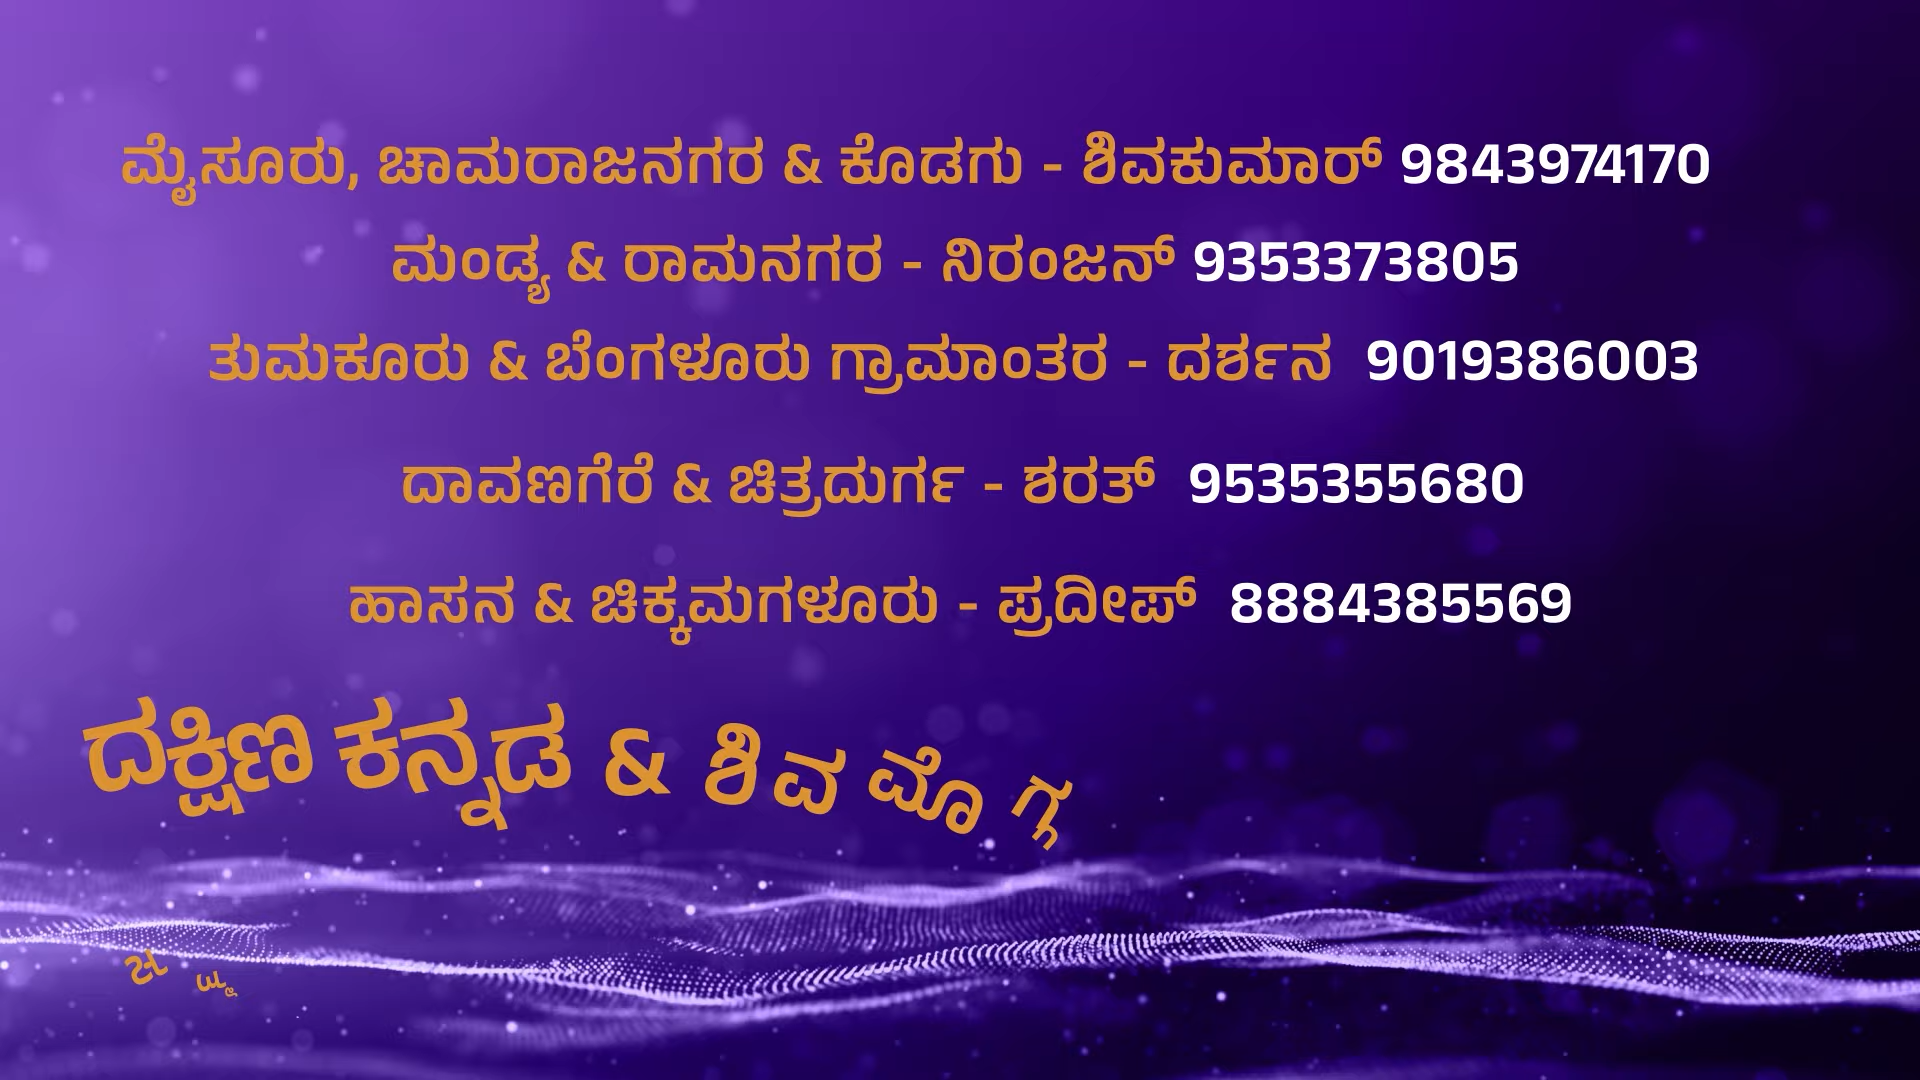 ಮೈಸೂರು, ಚಾಮರಾಜನಗರ & ಕೊಡಗು - ಶಿವಕುಮಾರ್ 9843974170
ಮಂಡ್ಯ & ರಾಮನಗರ - ನಿರಂಜನ್ 9353373805
ತುಮಕೂರು & ಬೆಂಗಳೂರು ಗ್ರಾಮಾಂತರ - ದರ್ಶನ 9019386003
ದಾವಣಗೆರೆ & ಚಿತ್ರದುರ್ಗ - ಶರತ್ 9535355680
ಹಾಸನ & ಚಿಕ್ಕಮಗಳೂರು - ಪ್ರದೀಪ್ 8884385569
ದಕ್ಷಿಣ ಕನ್ನಡ & ಶಿವಮೊಗ್ಗ